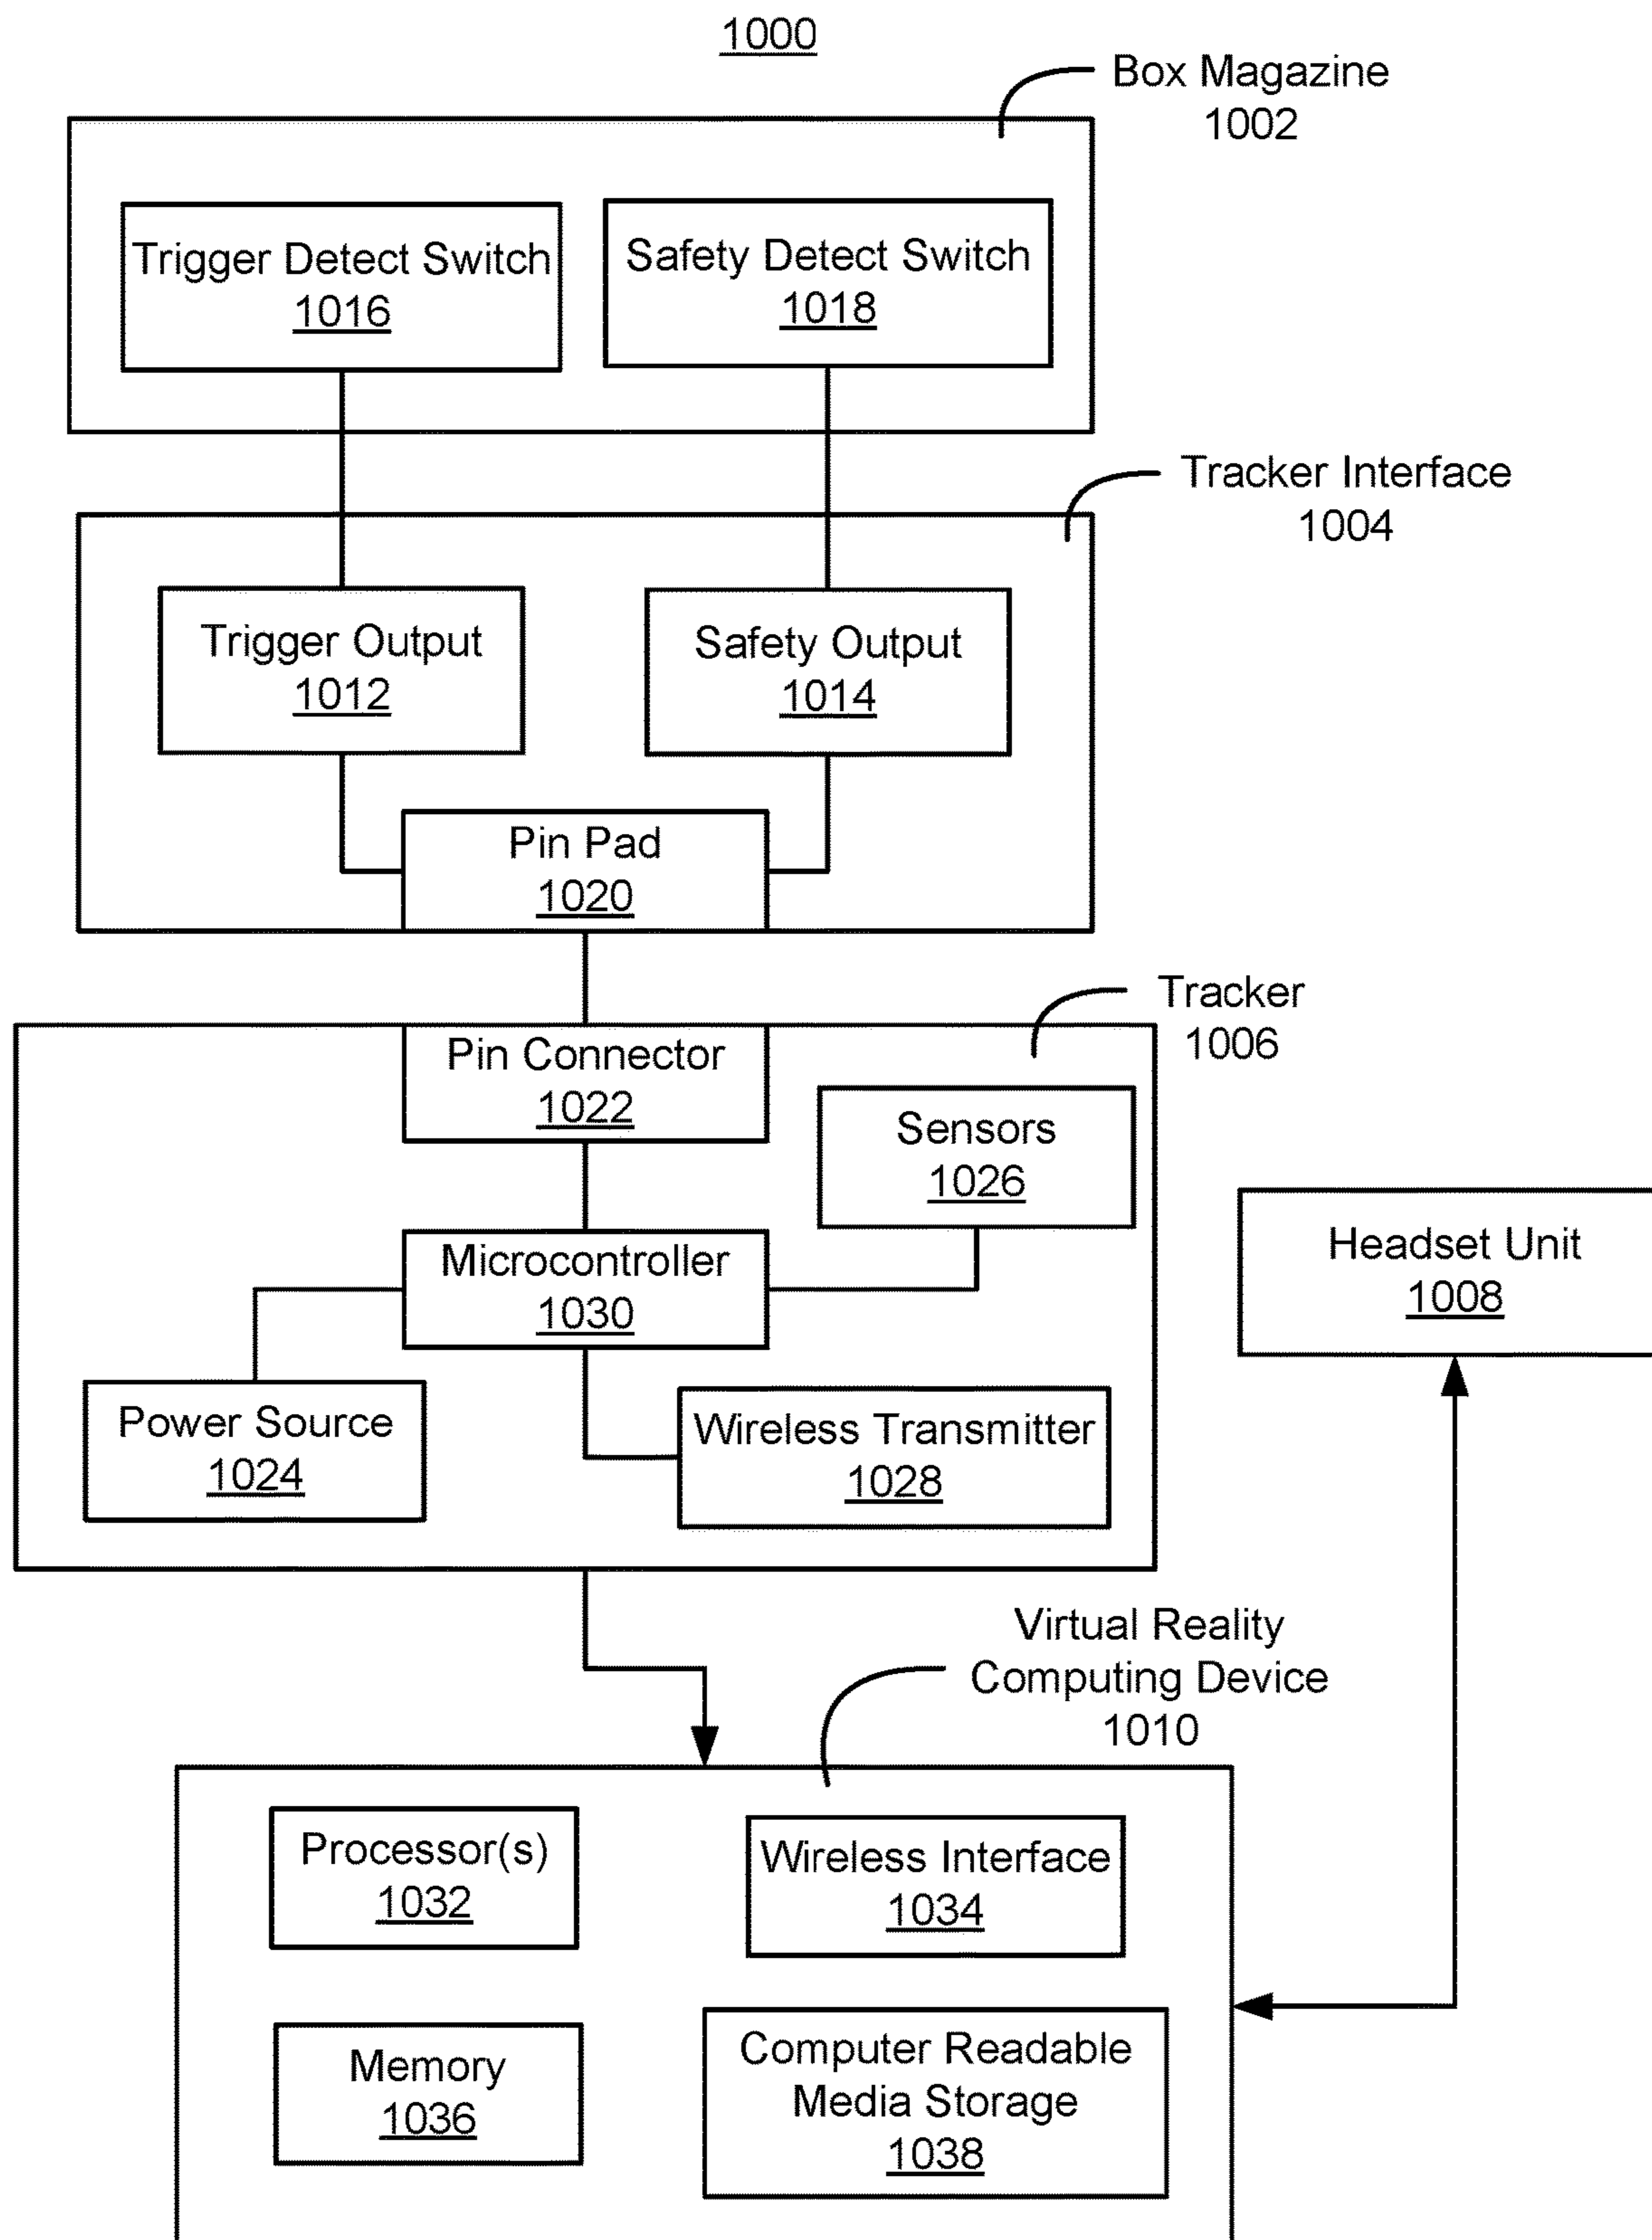 1000
Box Magazine
1002
Trigger Detect Switch
1016
Safety Detect Switch
1018
Tracker Interface
1004
Trigger Output
1012
Safety Output
1014
Pin Pad
1020
Tracker
1006
Pin Connector
1022
Sensors
1026
Headset Unit
1008
Microcontroller
1030
Power Source
1024
Wireless Transmitter
1028
Virtual Reality
Computing Device
1010
Processor(s)
1032
Wireless Interface
1034
Memory
1036
Computer Readable
Media Storage
1038